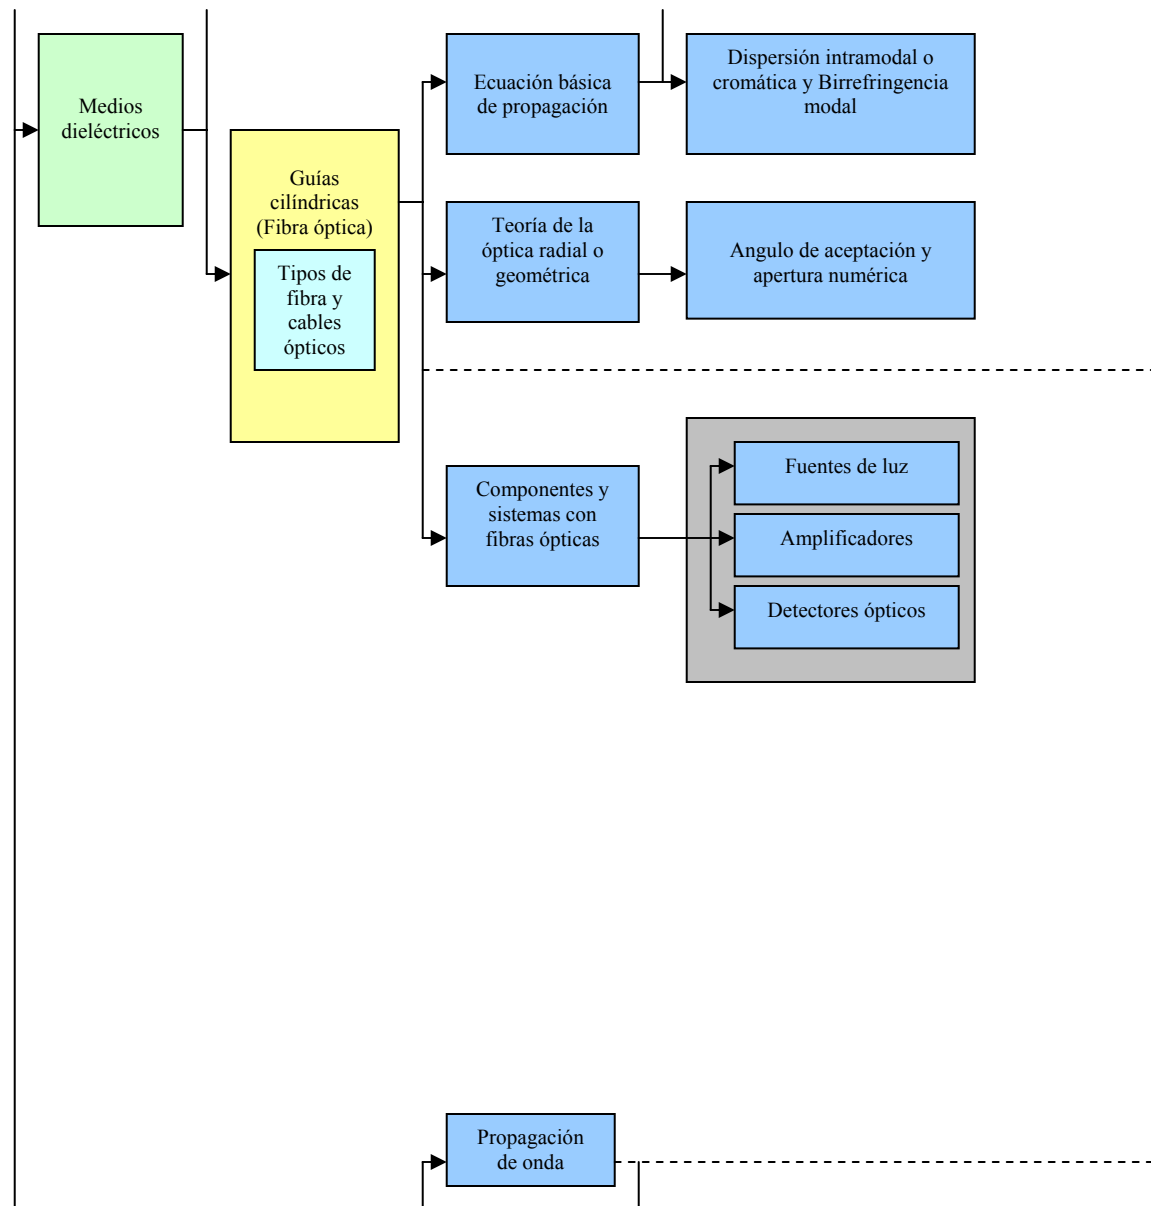 Medios
dieléctricos
Guías
cilíndricas
(Fibra óptica)
Tipos de
fibra y
cables
ópticos
Ecuación básica
de propagación
Dispersión intramodal o
cromática y Birrefringencia
modal
Teoría de la
óptica radial o
geométrica
Angulo de aceptación y
apertura numérica
Componentes y
sistemas con
fibras ópticas
Fuentes de luz
Amplificadores
Detectores ópticos
Propagación
de onda